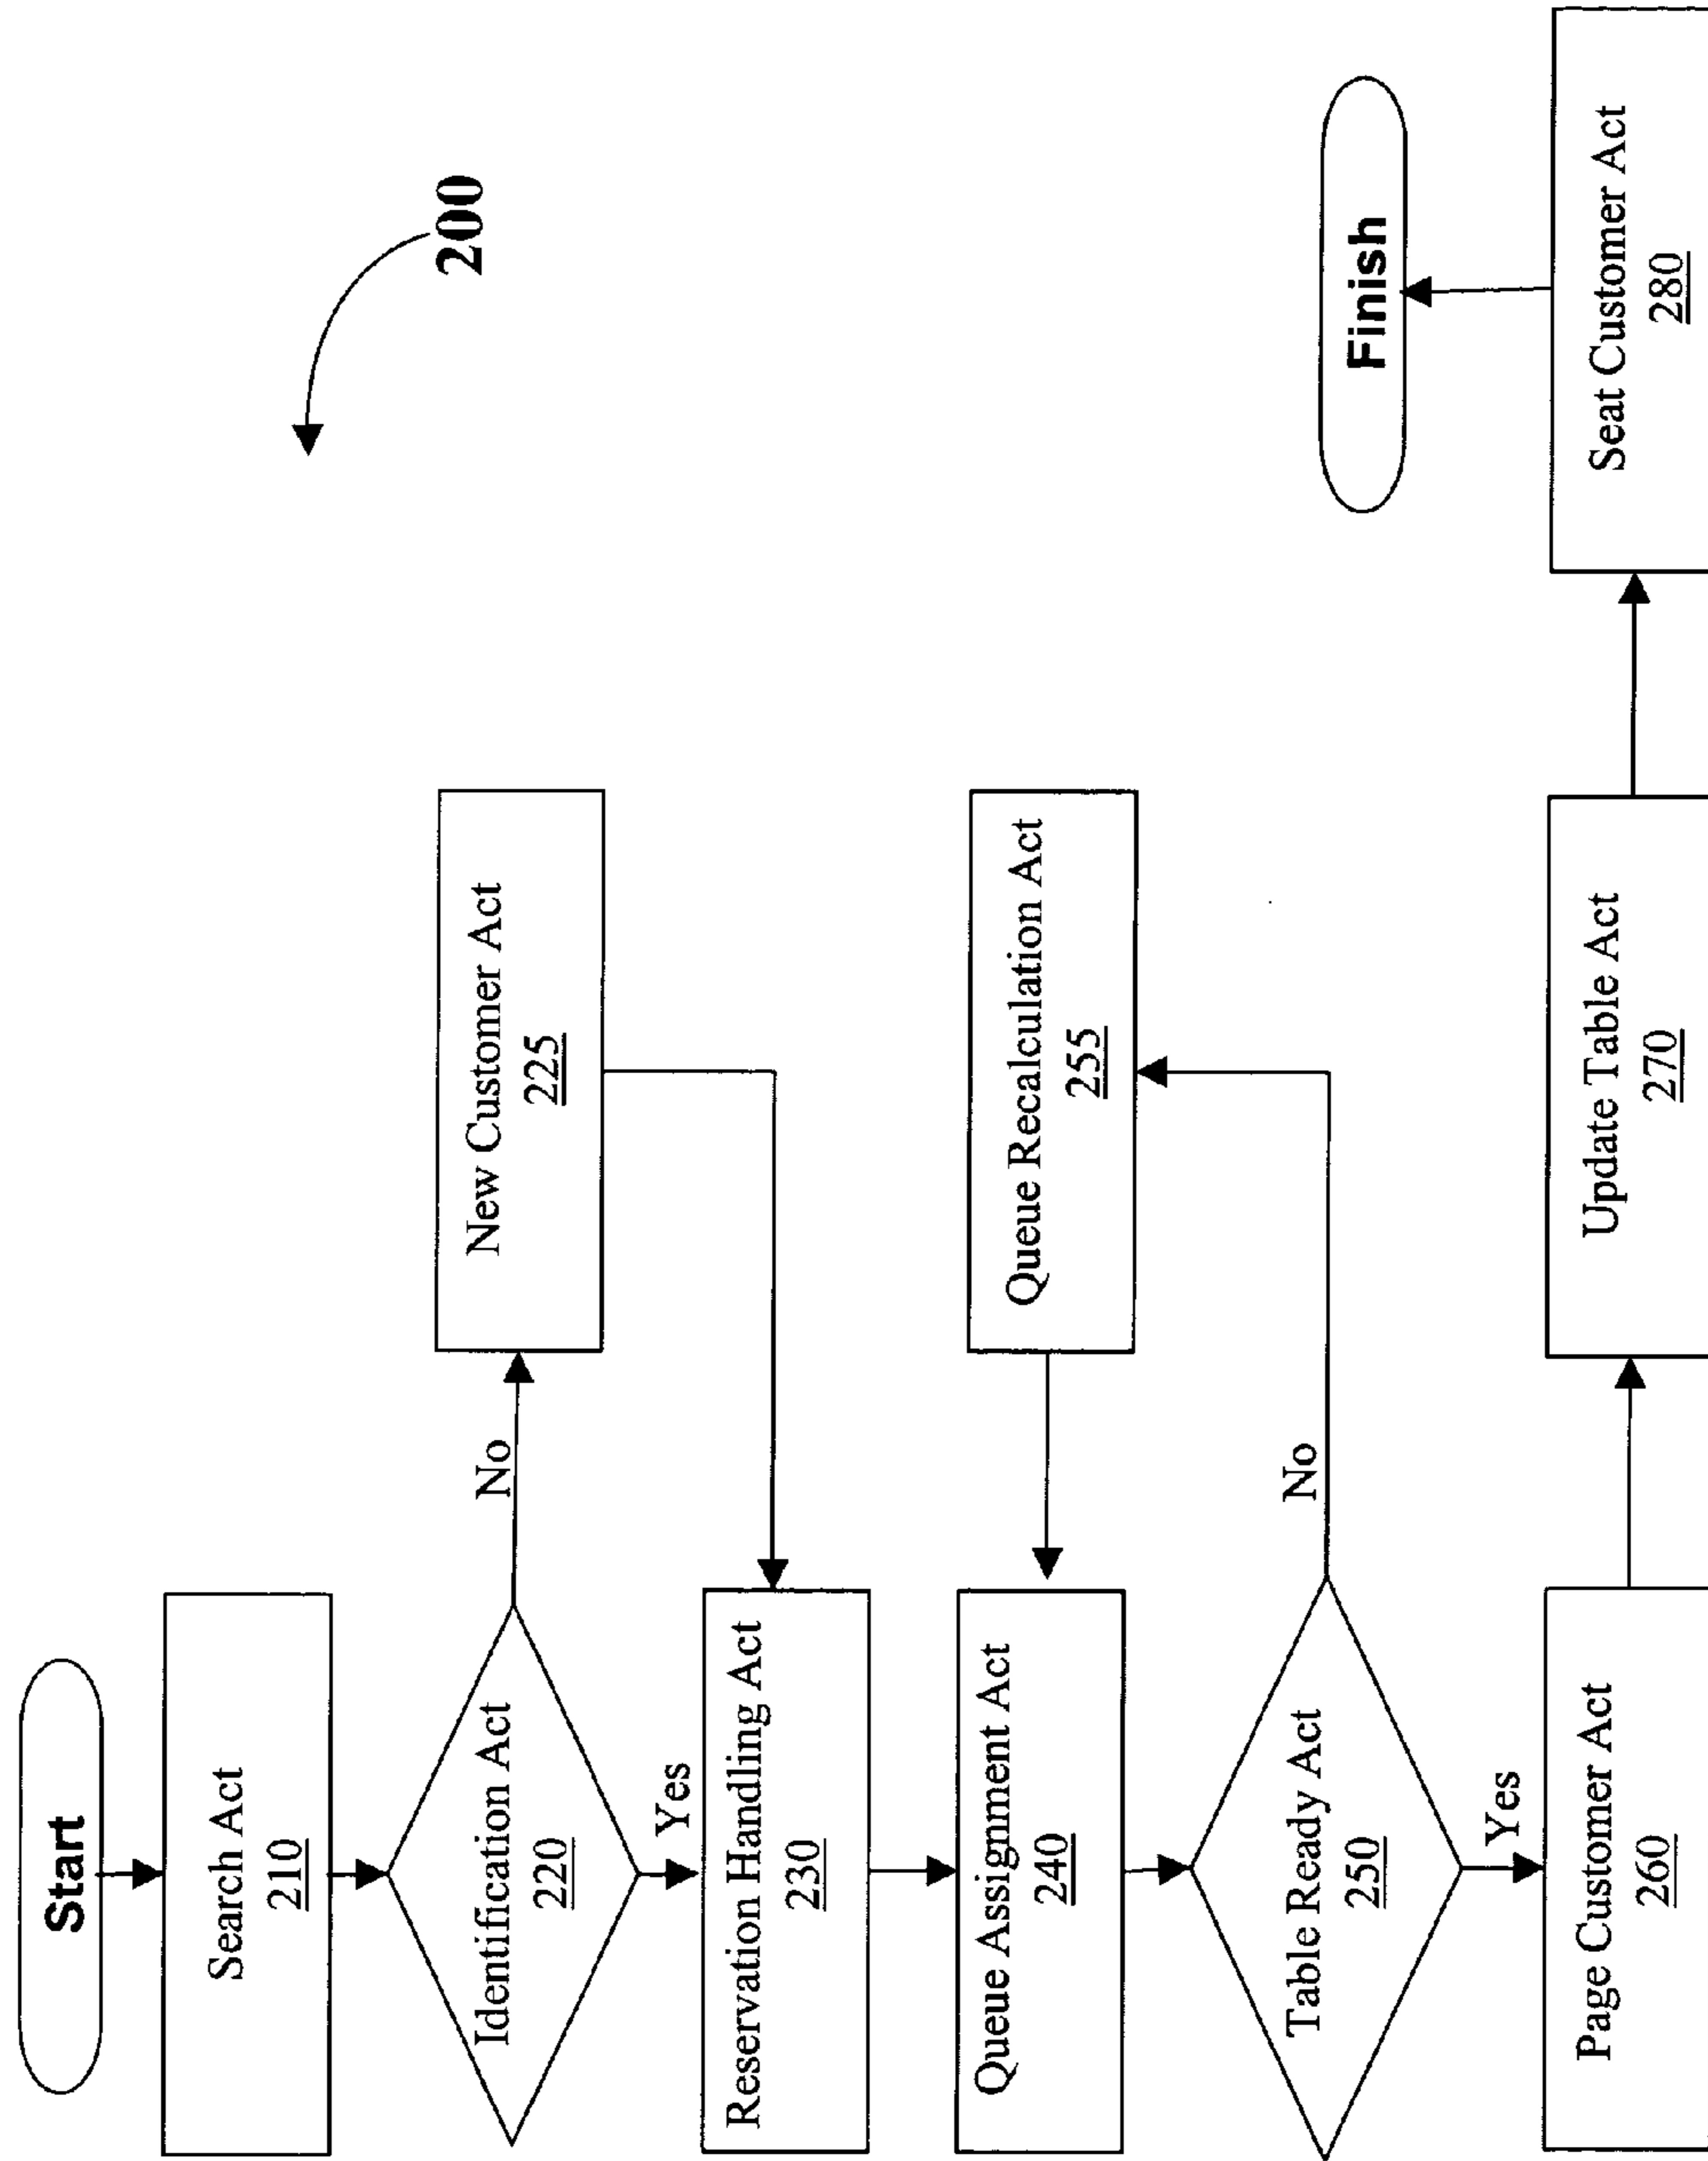 Start
200
Search Act
210
Identification Act
220
No
New Customer Act
225
Yes
Reservation Handling Act
230
Queue Assignment Act
240
Queue Recalculation Act
255
Table Ready Act
250
No
Yes
Page Customer Act
260
Update Table Act
270
Seat Customer Act
280
Finish